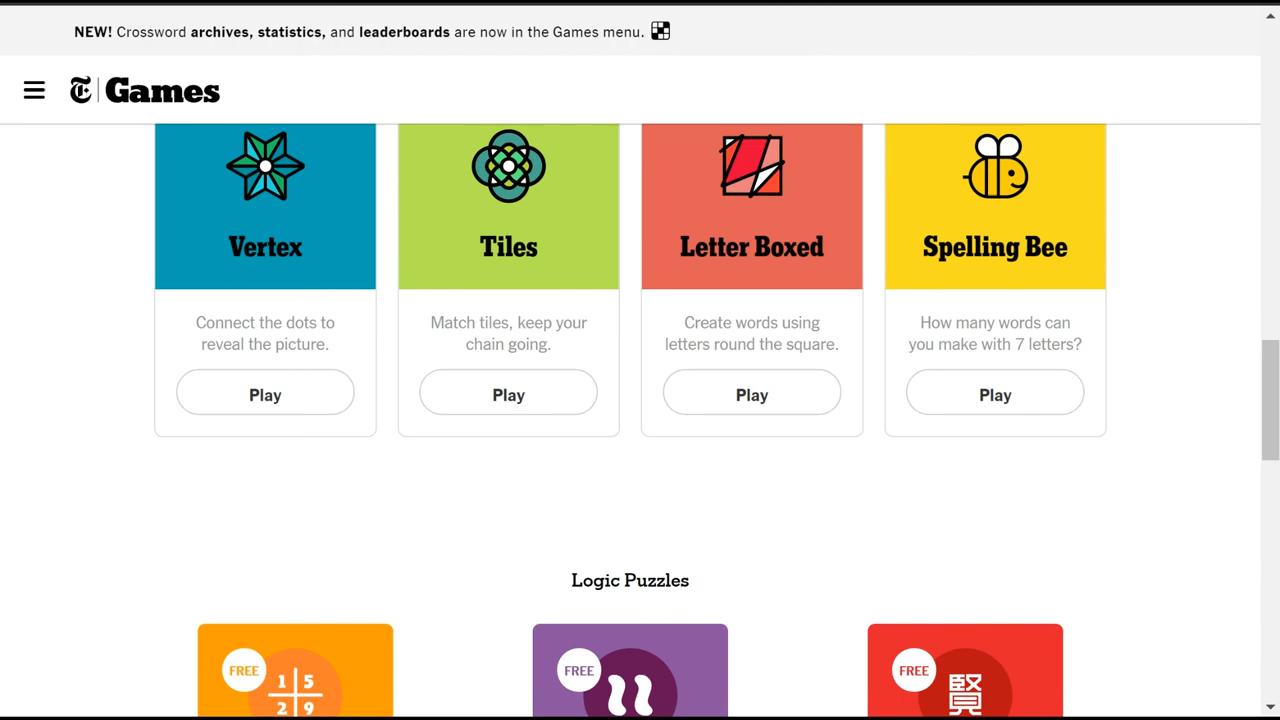 NEW! Crossword archives, statistics, and leaderboards are now in the Games menu.
T Games
Vertex
Tiles
Letter Boxed
Spelling Bee
Connect the dots to
reveal the picture.
Match tiles, keep your
chain going.
Create words using
letters round the square.
How many words can
you make with 7 letters?
Play
Play
Play
Play
Logic Puzzles
FREE
1 5
2 9
FREE
FREE
賢